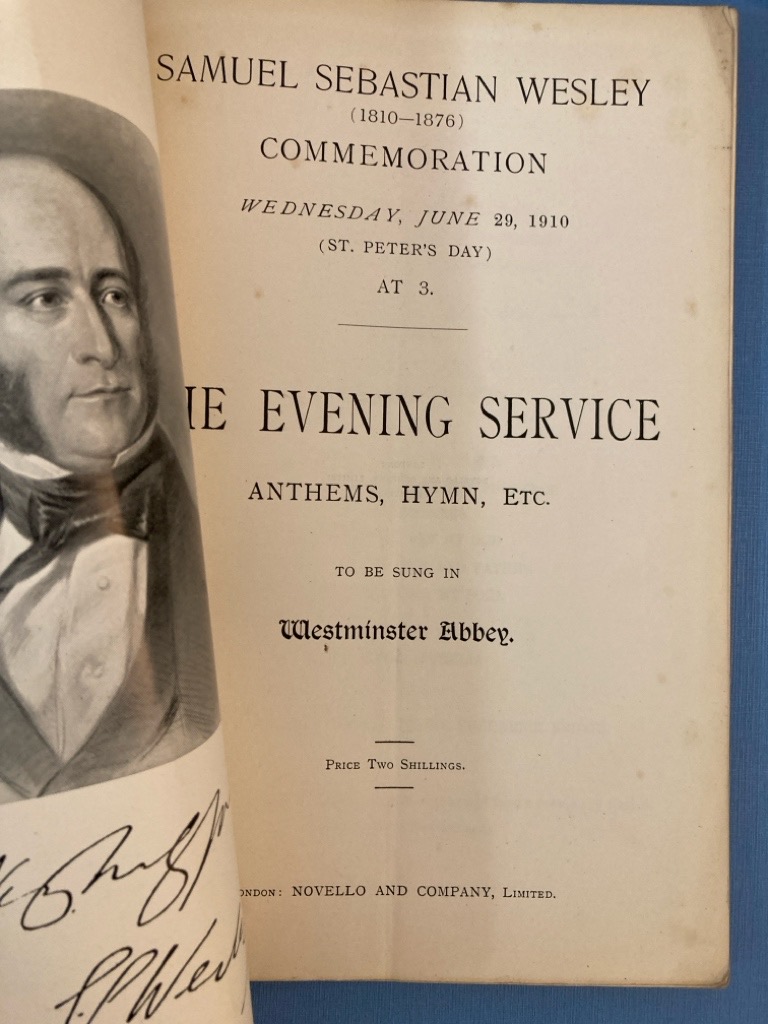 SAMUEL SEBASTIAN WESLEY
(1810—1876)
COMMEMORATION
WEDNESDAY, JUNE 29, 1910
(ST. PETER'S DAY)
AT 3.
EVENING SERVICE
ANTHEMS, HYMN, ETC.
TO BE SUNG IN
Westminster Abbey.
PRICE TWO SHILLINGS.
NOVELLO AND COMPANY, LIMITED.